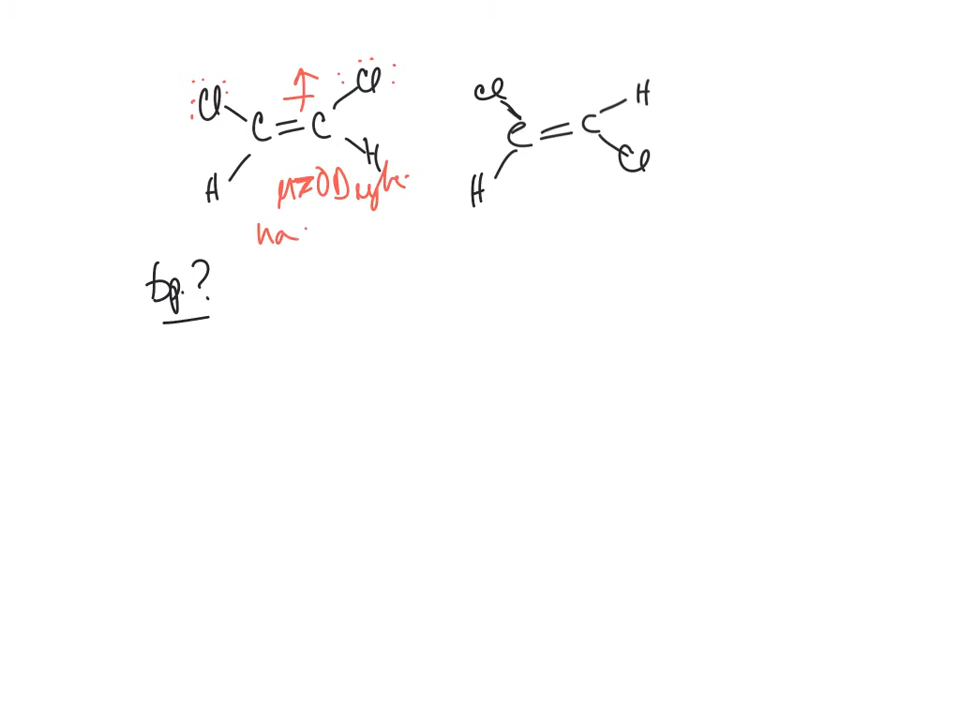 Cl Cl
C=C
H H
Cl H
C=C
H Cl
bp.?